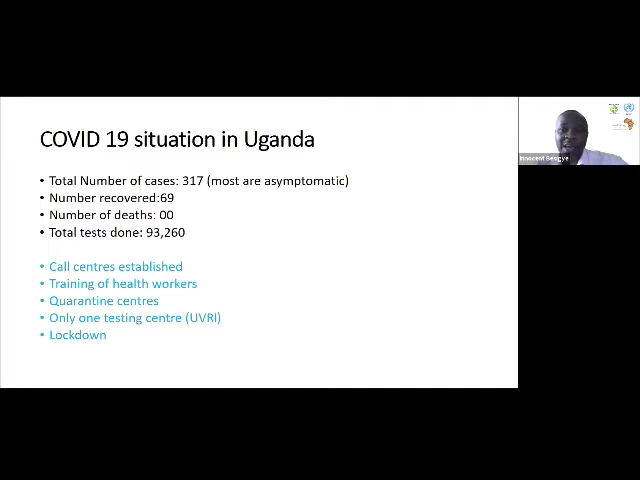 COVID 19 situation in Uganda
• Total Number of cases: 317 (most are asymptomatic)
• Number recovered:69
• Number of deaths: 00
• Total tests done: 93,260
• Call centres established
• Training of health workers
• Quarantine centres
• Only one testing centre (UVRI)
• Lockdown
Innocent Besigye